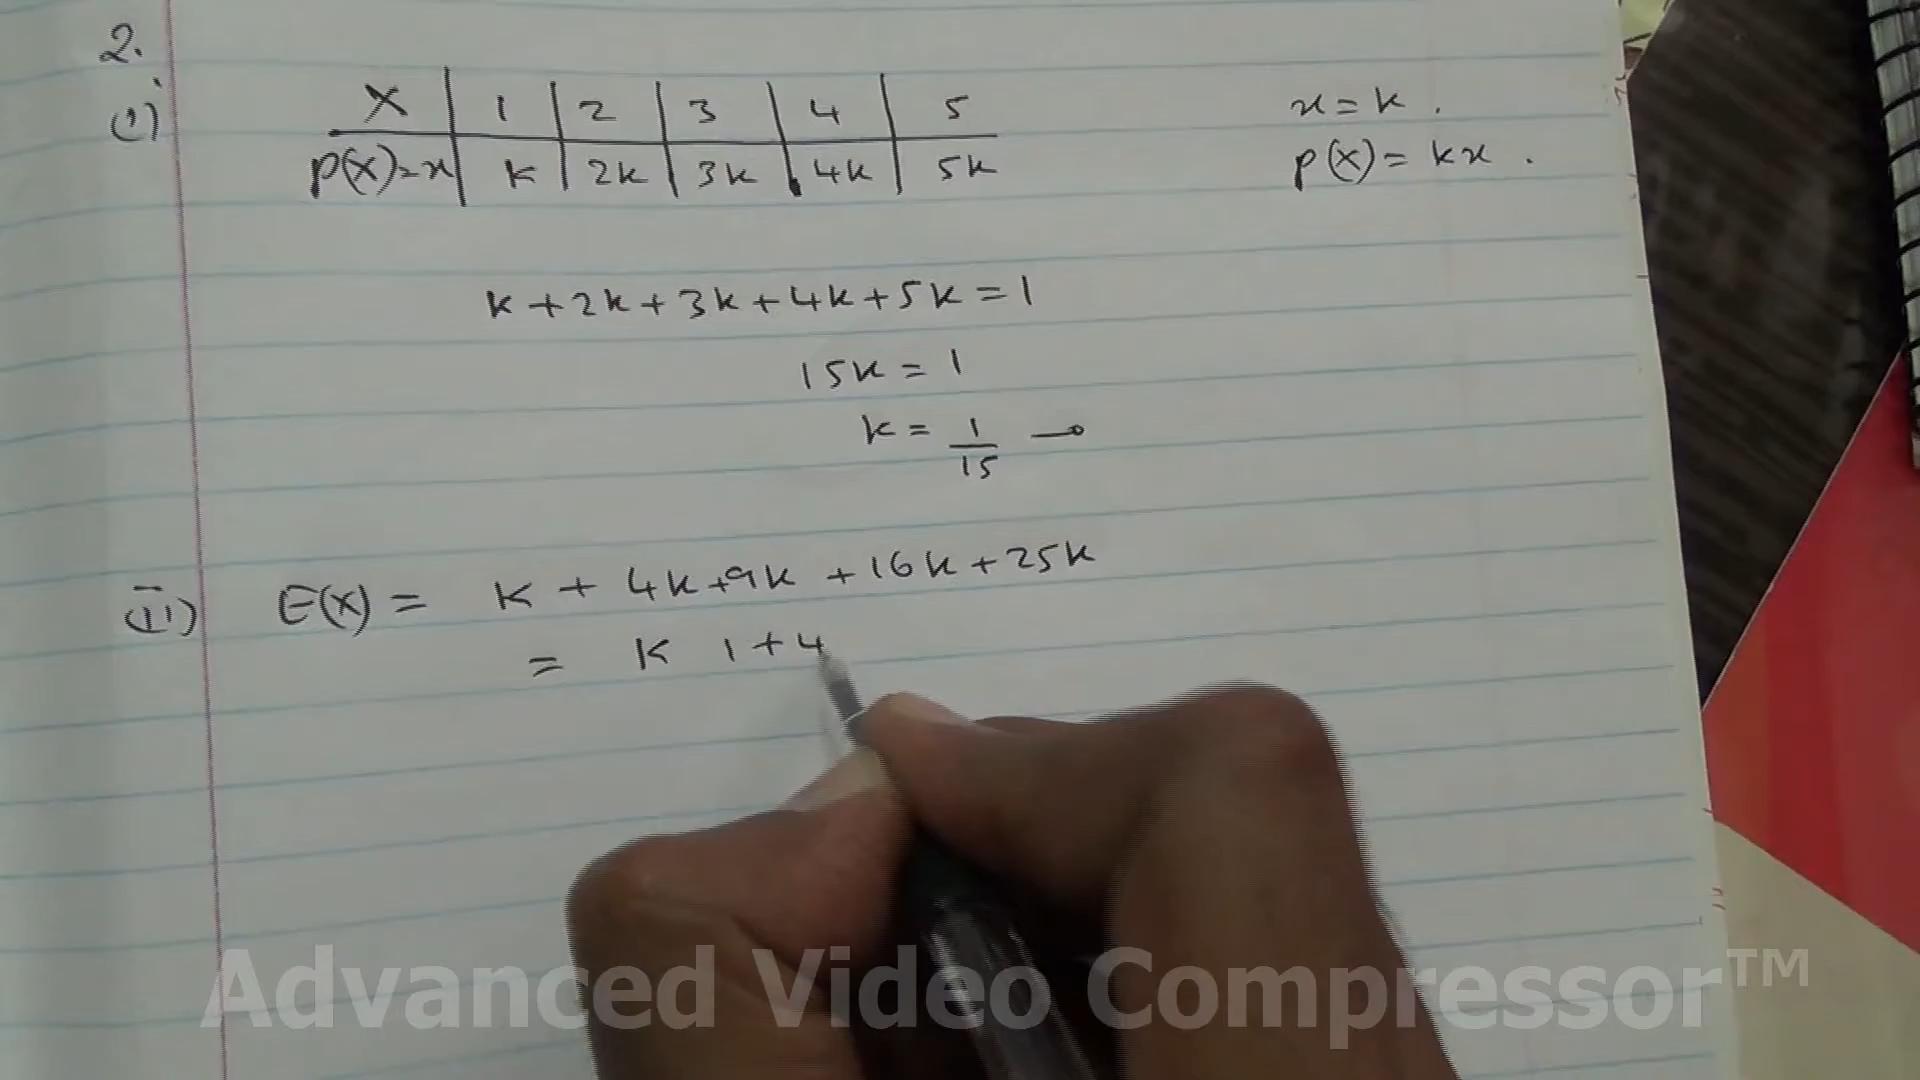 2.
(i)
X 1 2 3 4 5
P(X)=x k 2k 3k 4k 5k
x = k .
P(X) = kx .
k + 2k + 3k + 4k + 5k = 1
15k = 1
k = 1/15
(ii) E(X) = k + 4k + 9k + 16k + 25k
= k 1 + 4
Advanced Video Compressor™